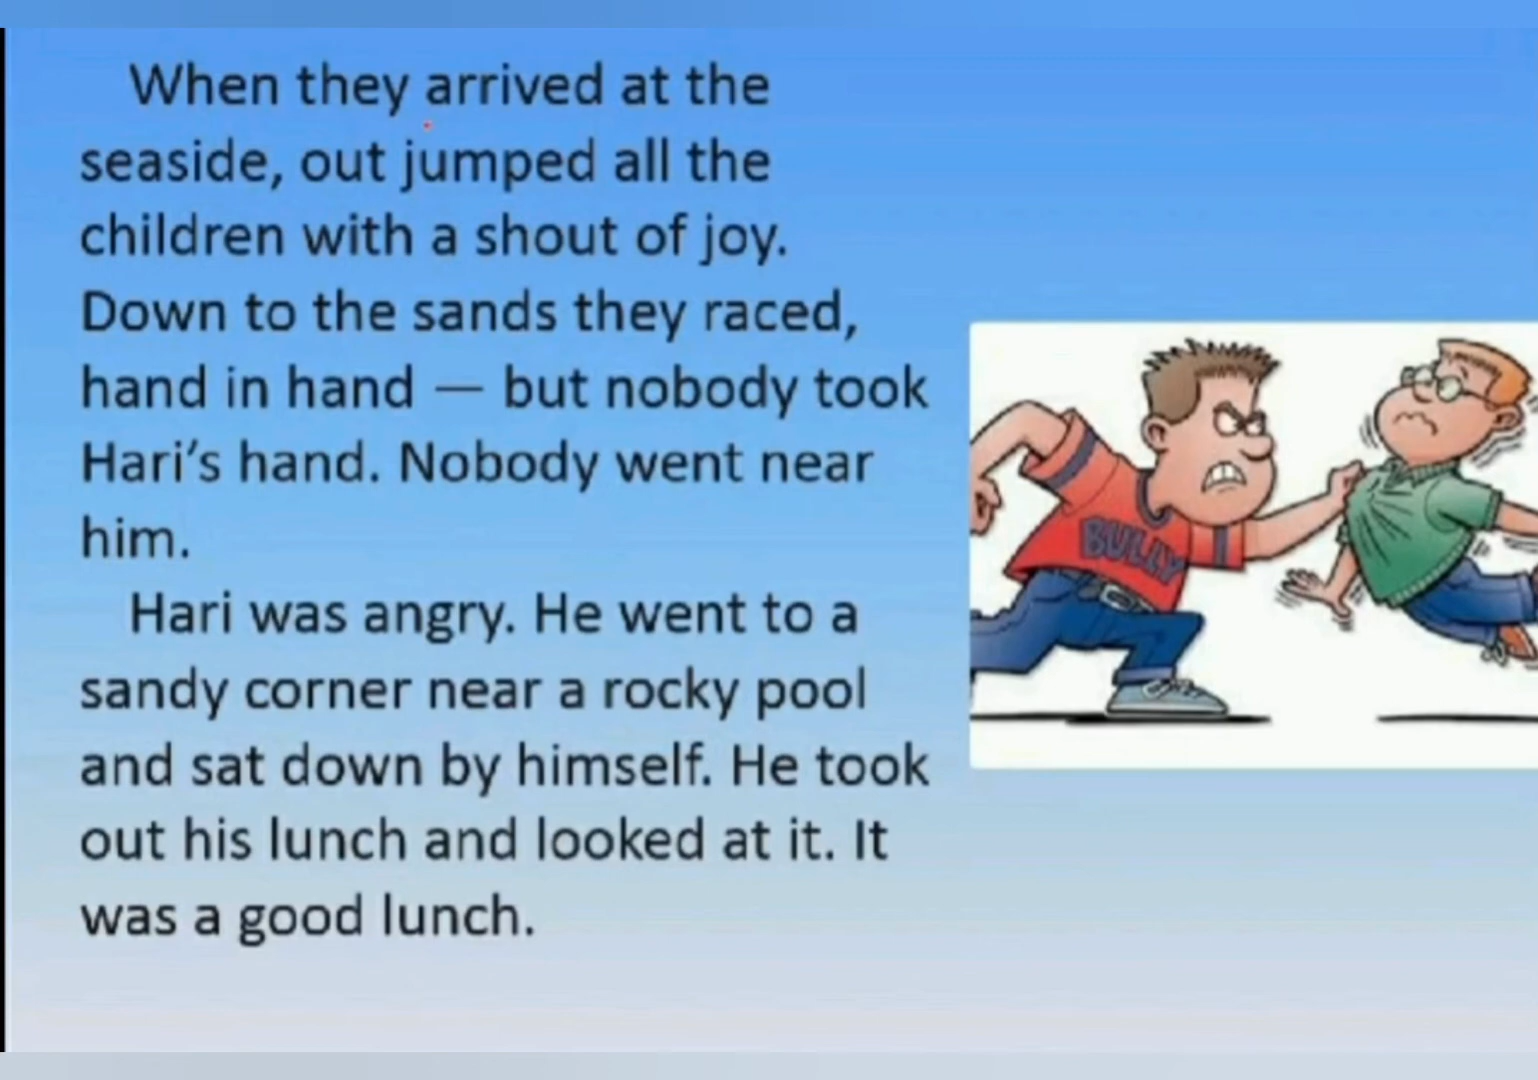 When they arrived at the
seaside, out jumped all the
children with a shout of joy.
Down to the sands they raced,
hand in hand — but nobody took
Hari’s hand. Nobody went near
him.
Hari was angry. He went to a
sandy corner near a rocky pool
and sat down by himself. He took
out his lunch and looked at it. It
was a good lunch.
BULLY